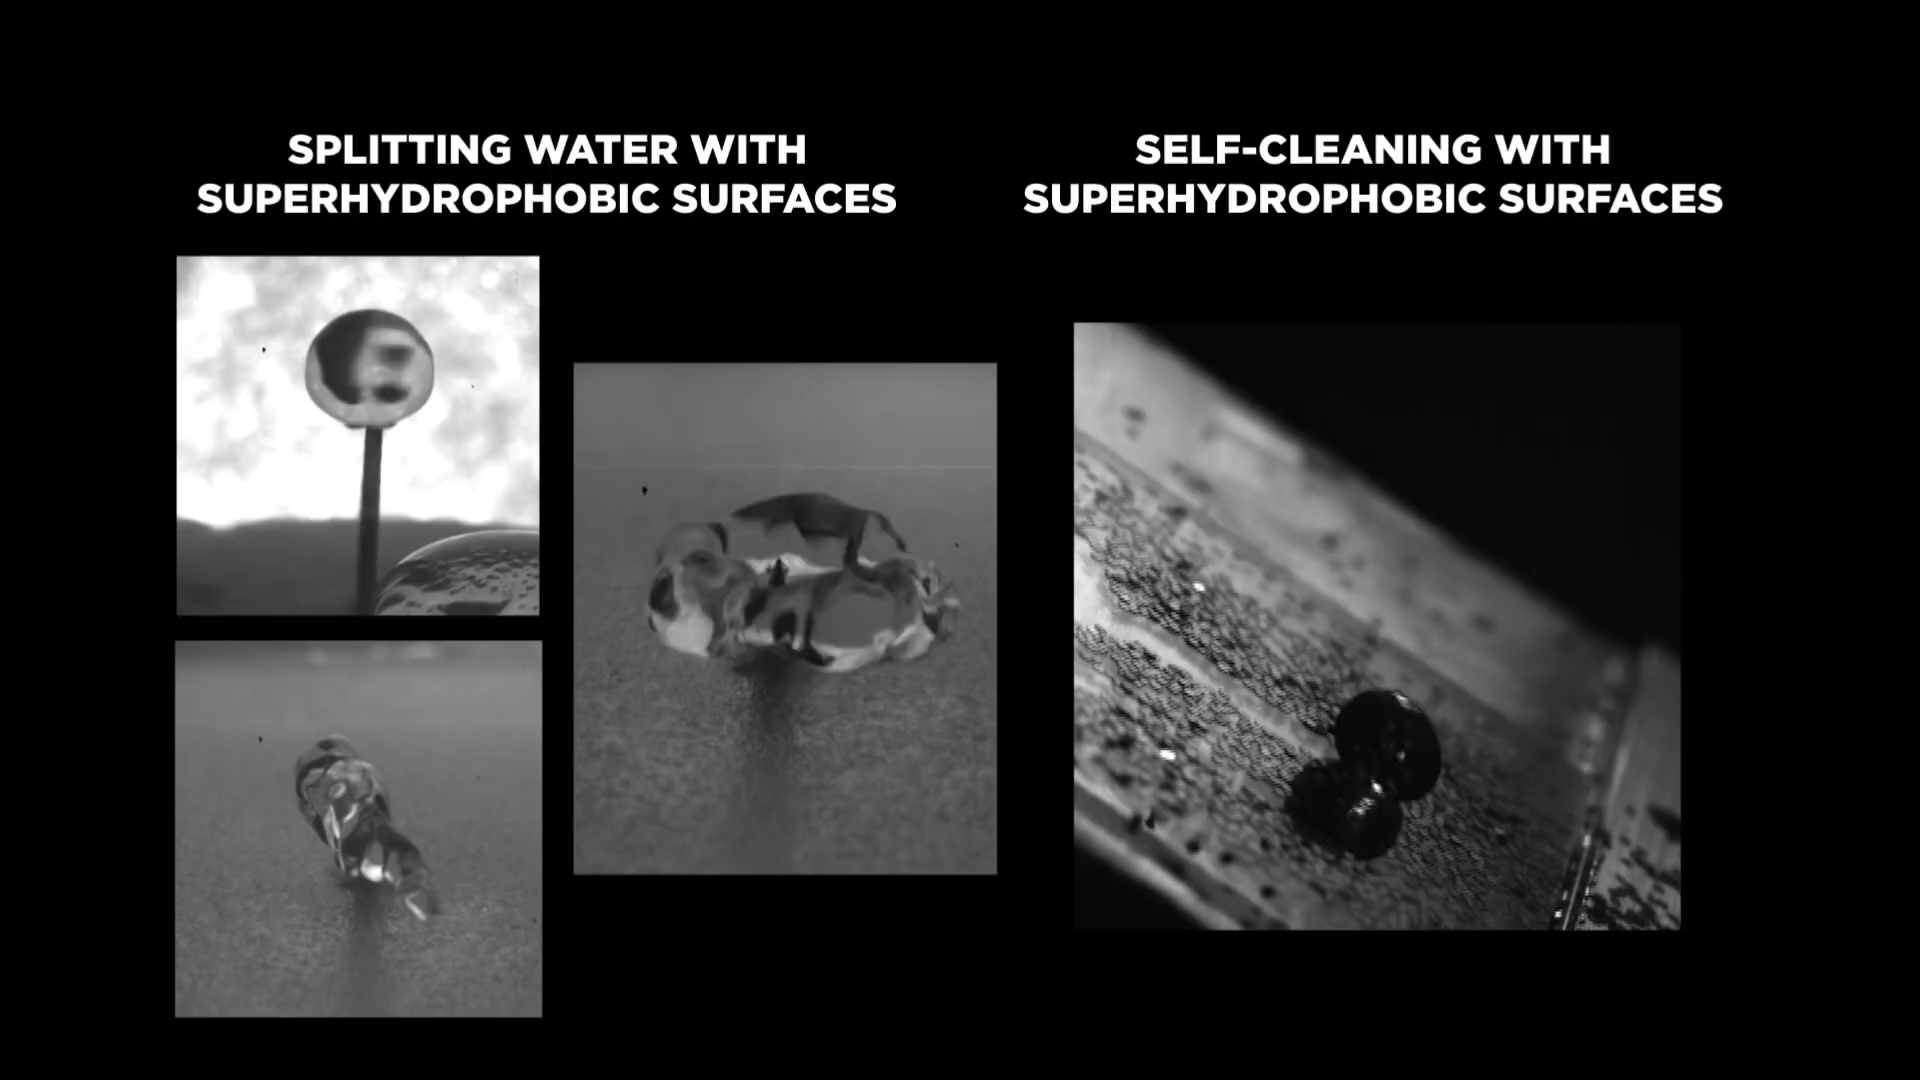 SPLITTING WATER WITH
SUPERHYDROPHOBIC SURFACES
SELF-CLEANING WITH
SUPERHYDROPHOBIC SURFACES